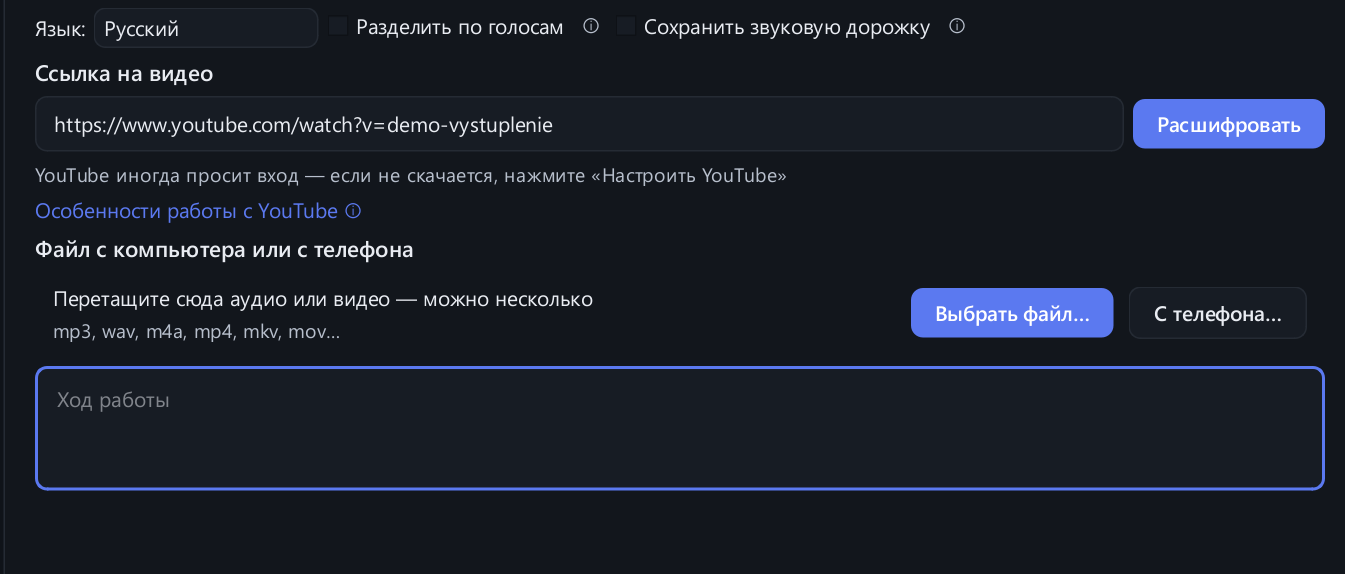 Язык: Русский Разделить по голосам ⓘ Сохранить звуковую дорожку ⓘ
Ссылка на видео
https://www.youtube.com/watch?v=demo-vystuplenie Расшифровать
YouTube иногда просит вход — если не скачается, нажмите «Настроить YouTube»
Особенности работы с YouTube ⓘ
Файл с компьютера или с телефона
Перетащите сюда аудио или видео — можно несколько
mp3, wav, m4a, mp4, mkv, mov...
Выбрать файл... С телефона...
Ход работы